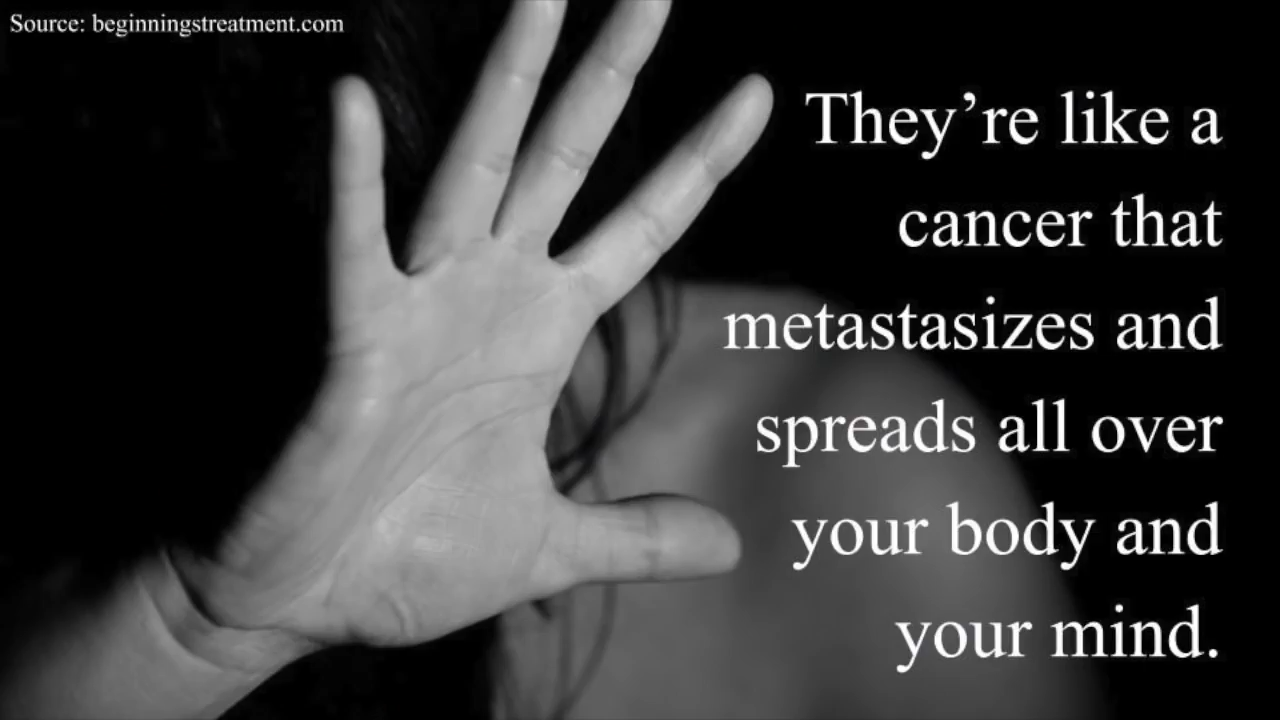 Source: beginningstreatment.com
They’re like a
cancer that
metastasizes and
spreads all over
your body and
your mind.